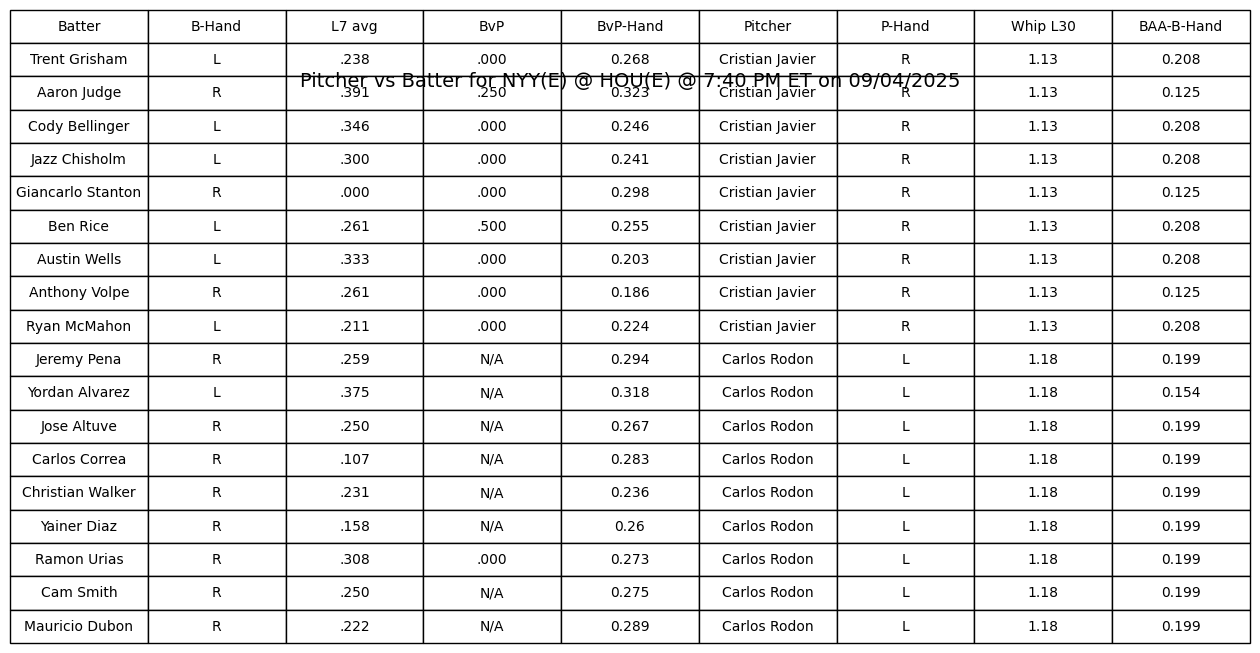 Batter B-Hand L7 avg BvP BvP-Hand Pitcher P-Hand Whip L30 BAA-B-Hand
Trent Grisham L .238 .000 0.268 Cristian Javier R 1.13 0.208
Pitcher vs Batter for NYY(E) @ HOU(E) @ 7:40 PM ET on 09/04/2025
Aaron Judge R .391 .250 0.323 Cristian Javier R 1.13 0.125
Cody Bellinger L .346 .000 0.246 Cristian Javier R 1.13 0.208
Jazz Chisholm L .300 .000 0.241 Cristian Javier R 1.13 0.208
Giancarlo Stanton R .000 .000 0.298 Cristian Javier R 1.13 0.125
Ben Rice L .261 .500 0.255 Cristian Javier R 1.13 0.208
Austin Wells L .333 .000 0.203 Cristian Javier R 1.13 0.208
Anthony Volpe R .261 .000 0.186 Cristian Javier R 1.13 0.125
Ryan McMahon L .211 .000 0.224 Cristian Javier R 1.13 0.208
Jeremy Pena R .259 N/A 0.294 Carlos Rodon L 1.18 0.199
Yordan Alvarez L .375 N/A 0.318 Carlos Rodon L 1.18 0.154
Jose Altuve R .250 N/A 0.267 Carlos Rodon L 1.18 0.199
Carlos Correa R .107 N/A 0.283 Carlos Rodon L 1.18 0.199
Christian Walker R .231 N/A 0.236 Carlos Rodon L 1.18 0.199
Yainer Diaz R .158 N/A 0.26 Carlos Rodon L 1.18 0.199
Ramon Urias R .308 .000 0.273 Carlos Rodon L 1.18 0.199
Cam Smith R .250 N/A 0.275 Carlos Rodon L 1.18 0.199
Mauricio Dubon R .222 N/A 0.289 Carlos Rodon L 1.18 0.199